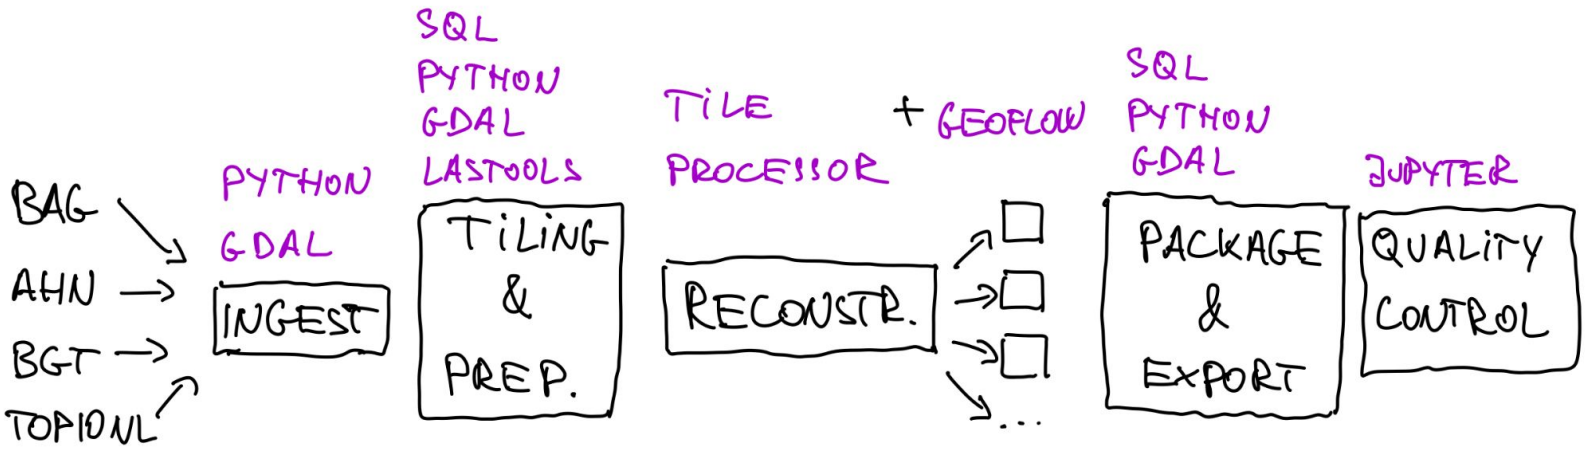 BAG
AHN
BGT
TOP10NL
PYTHON
GDAL
INGEST
SQL
PYTHON
GDAL
LASTOOLS
TiLiNG
&
PREP.
TiLE
PROCESSOR
+ GEOFLOW
RECONSTR.
...
SQL
PYTHON
GDAL
PACKAGE
&
EXPORT
JUPYTER
QUALiTY
CONTROL